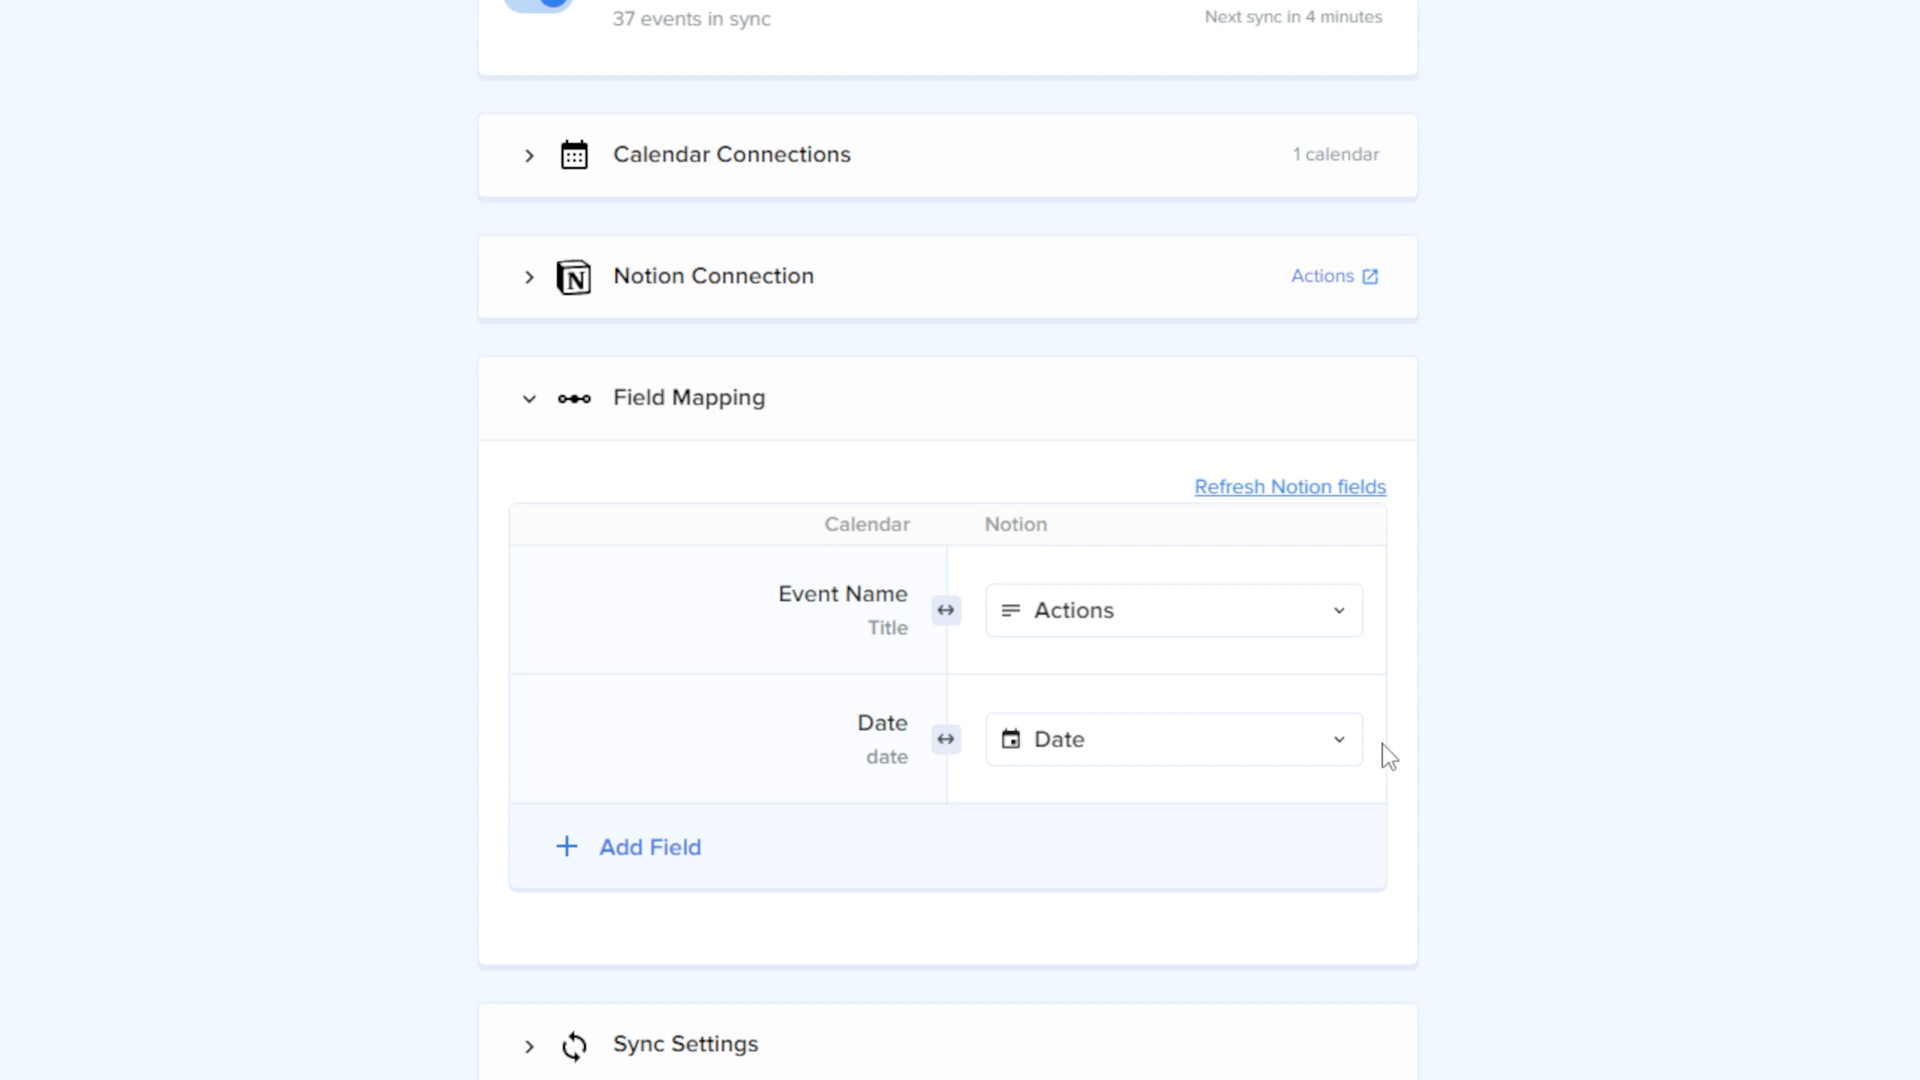 37 events in sync
Next sync in 4 minutes
Calendar Connections
1 calendar
N
Notion Connection
Actions
Field Mapping
Refresh Notion fields
Calendar
Notion
Event Name
Title
Actions
Date
date
Date
Add Field
Sync Settings